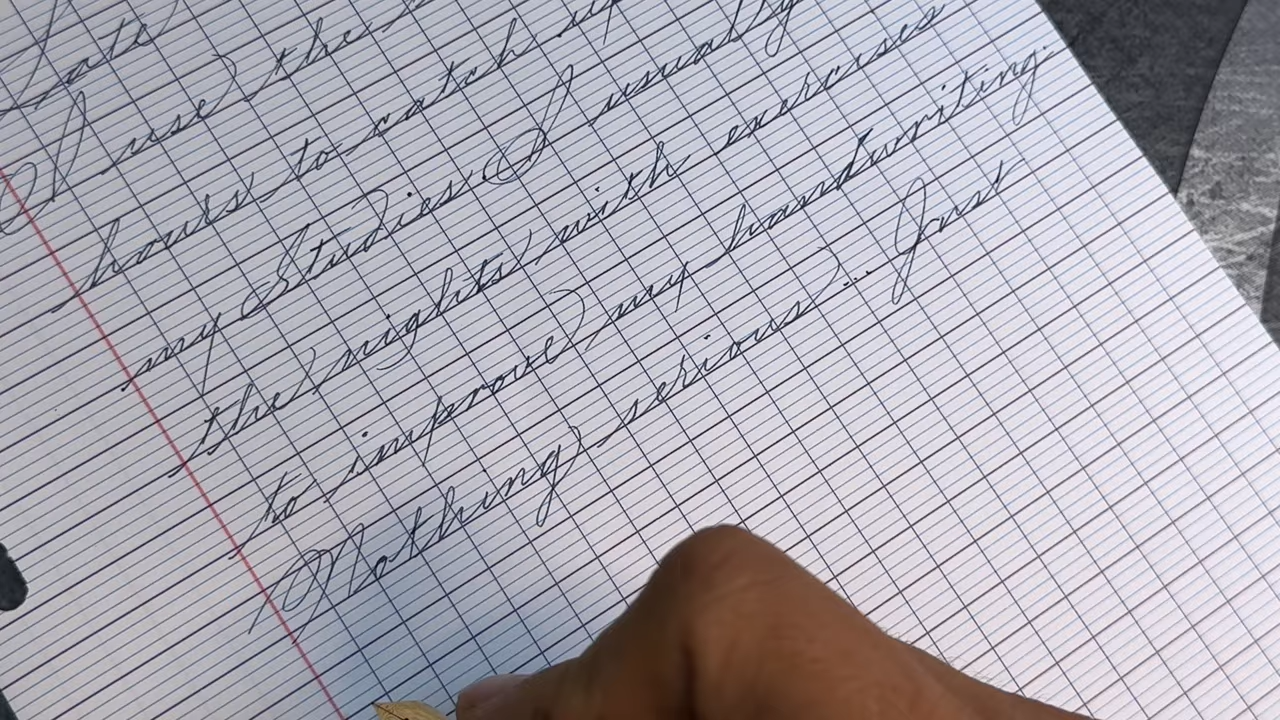 Late
I use the
hours to catch up
my Studies. I usually
the nights with exercises
to improve my handwriting.
Nothing serious... Just